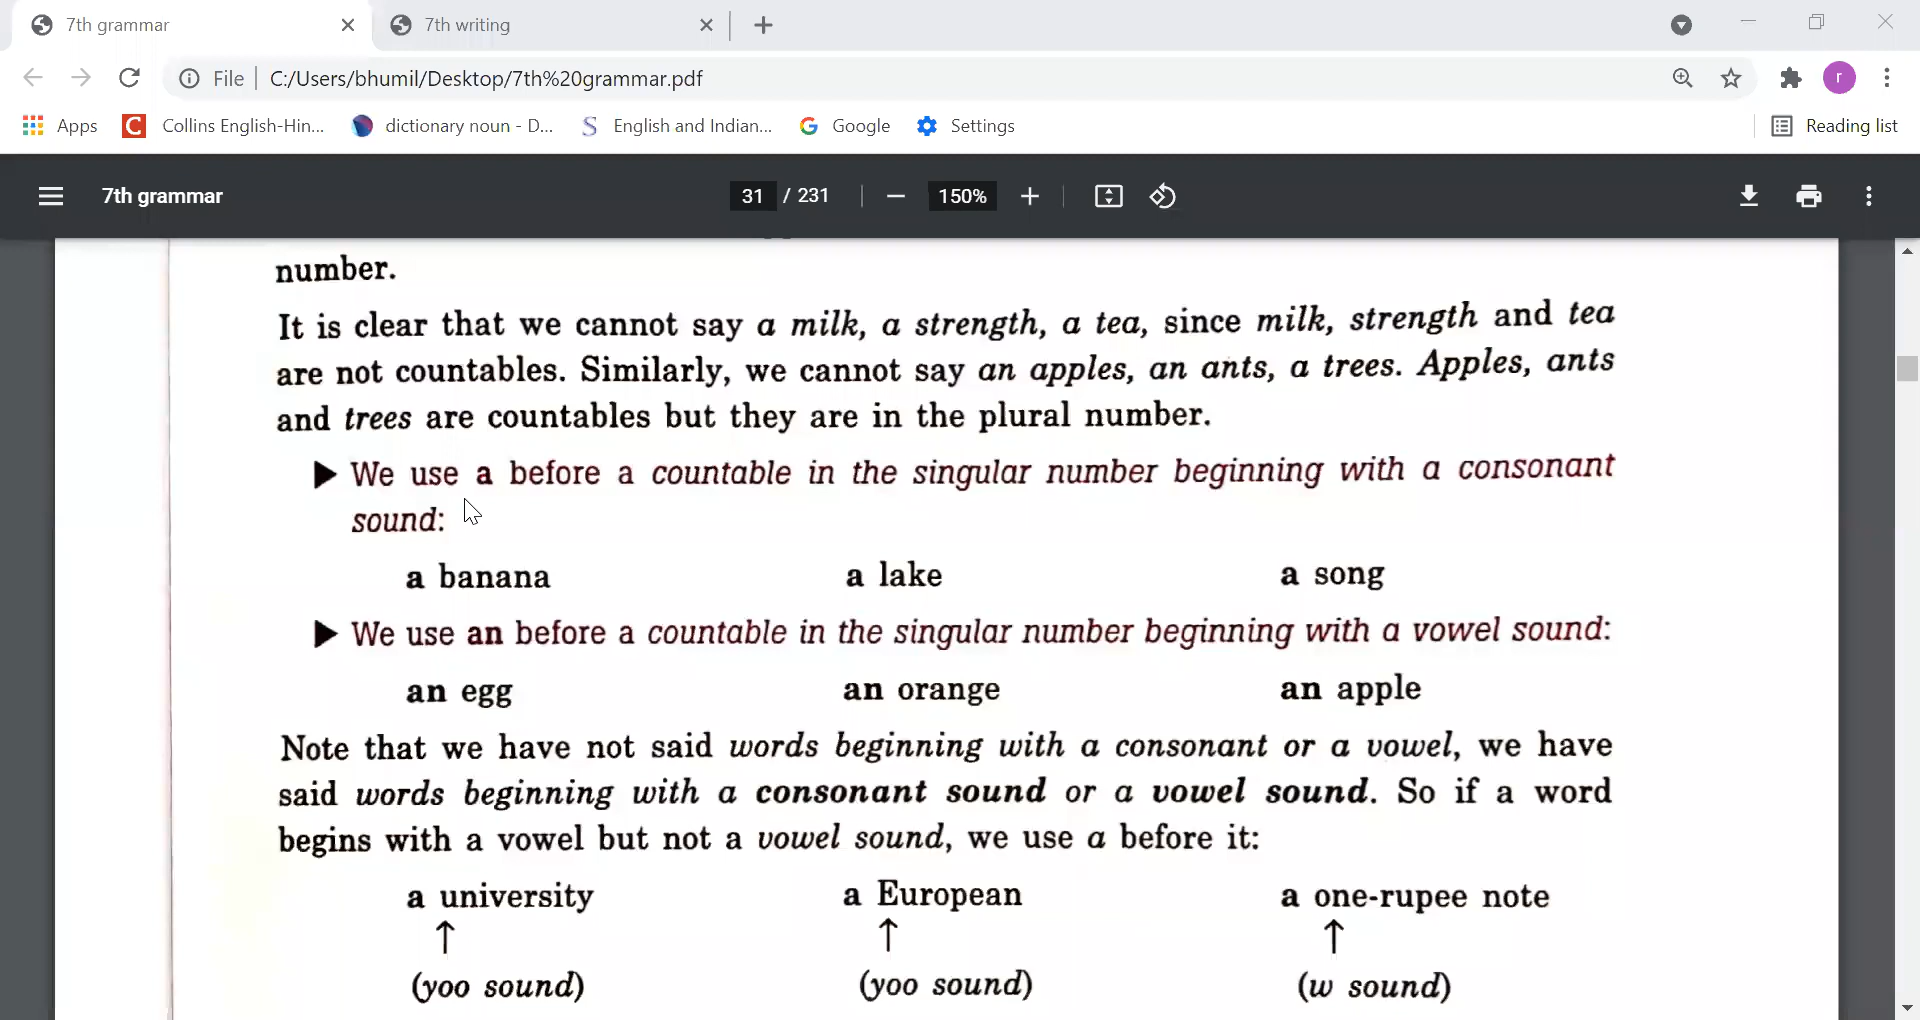 7th grammar
7th writing
File C:/Users/bhumil/Desktop/7th%20grammar.pdf
r
Apps Collins English-Hin... dictionary noun - D... English and Indian... Google Settings Reading list
7th grammar 31 / 231 150%
number.
It is clear that we cannot say a milk, a strength, a tea, since milk, strength and tea
are not countables. Similarly, we cannot say an apples, an ants, a trees. Apples, ants
and trees are countables but they are in the plural number.
▶ We use a before a countable in the singular number beginning with a consonant
sound:
a banana a lake a song
▶ We use an before a countable in the singular number beginning with a vowel sound:
an egg an orange an apple
Note that we have not said words beginning with a consonant or a vowel, we have
said words beginning with a consonant sound or a vowel sound. So if a word
begins with a vowel but not a vowel sound, we use a before it:
a university a European a one-rupee note
↑ ↑ ↑
(yoo sound) (yoo sound) (w sound)